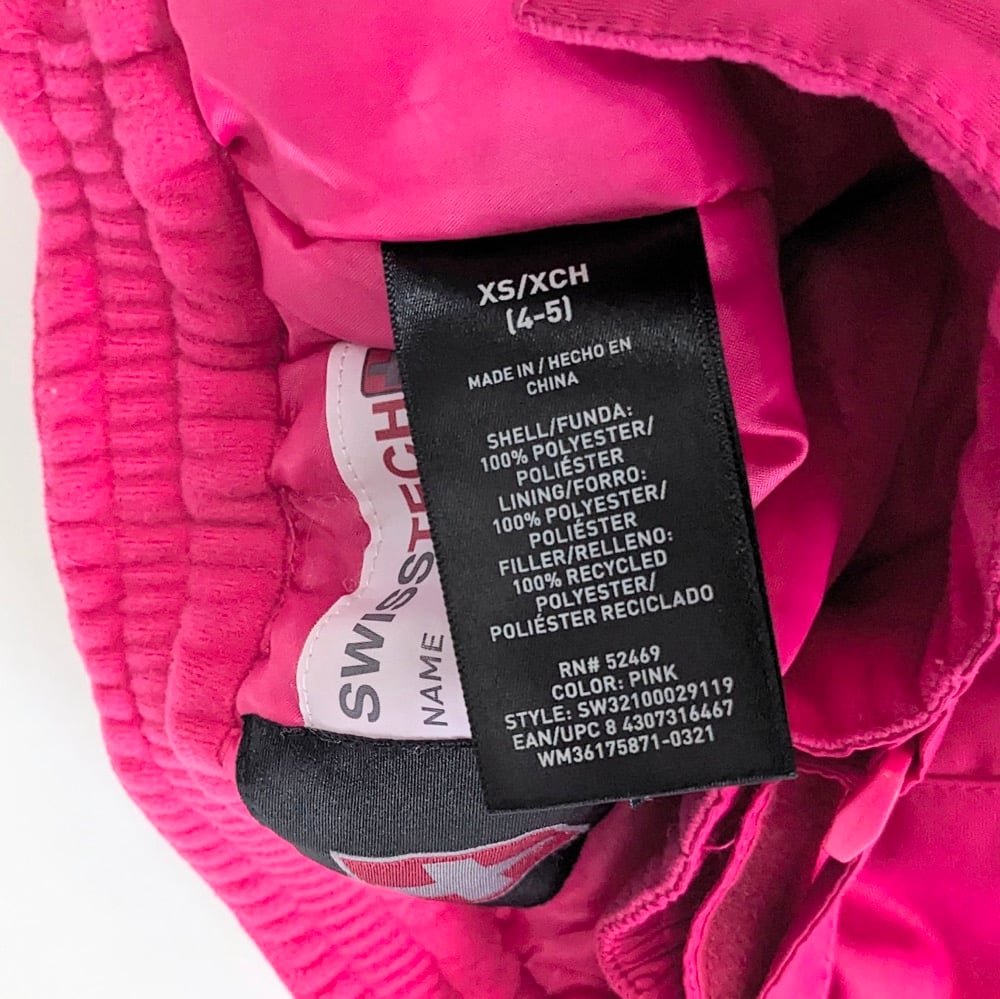 XS/XCH
(4-5)
MADE IN / HECHO EN
CHINA
SHELL/FUNDA:
100% POLYESTER/
POLIÉSTER
LINING/FORRO:
100% POLYESTER/
POLIÉSTER
FILLER/RELLENO:
100% RECYCLED
POLYESTER/
POLIÉSTER RECICLADO
RN# 52469
COLOR: PINK
STYLE: SW32100029119
EAN/UPC 8 4307316467
WM36175871-0321
SWISSTECH
NAME